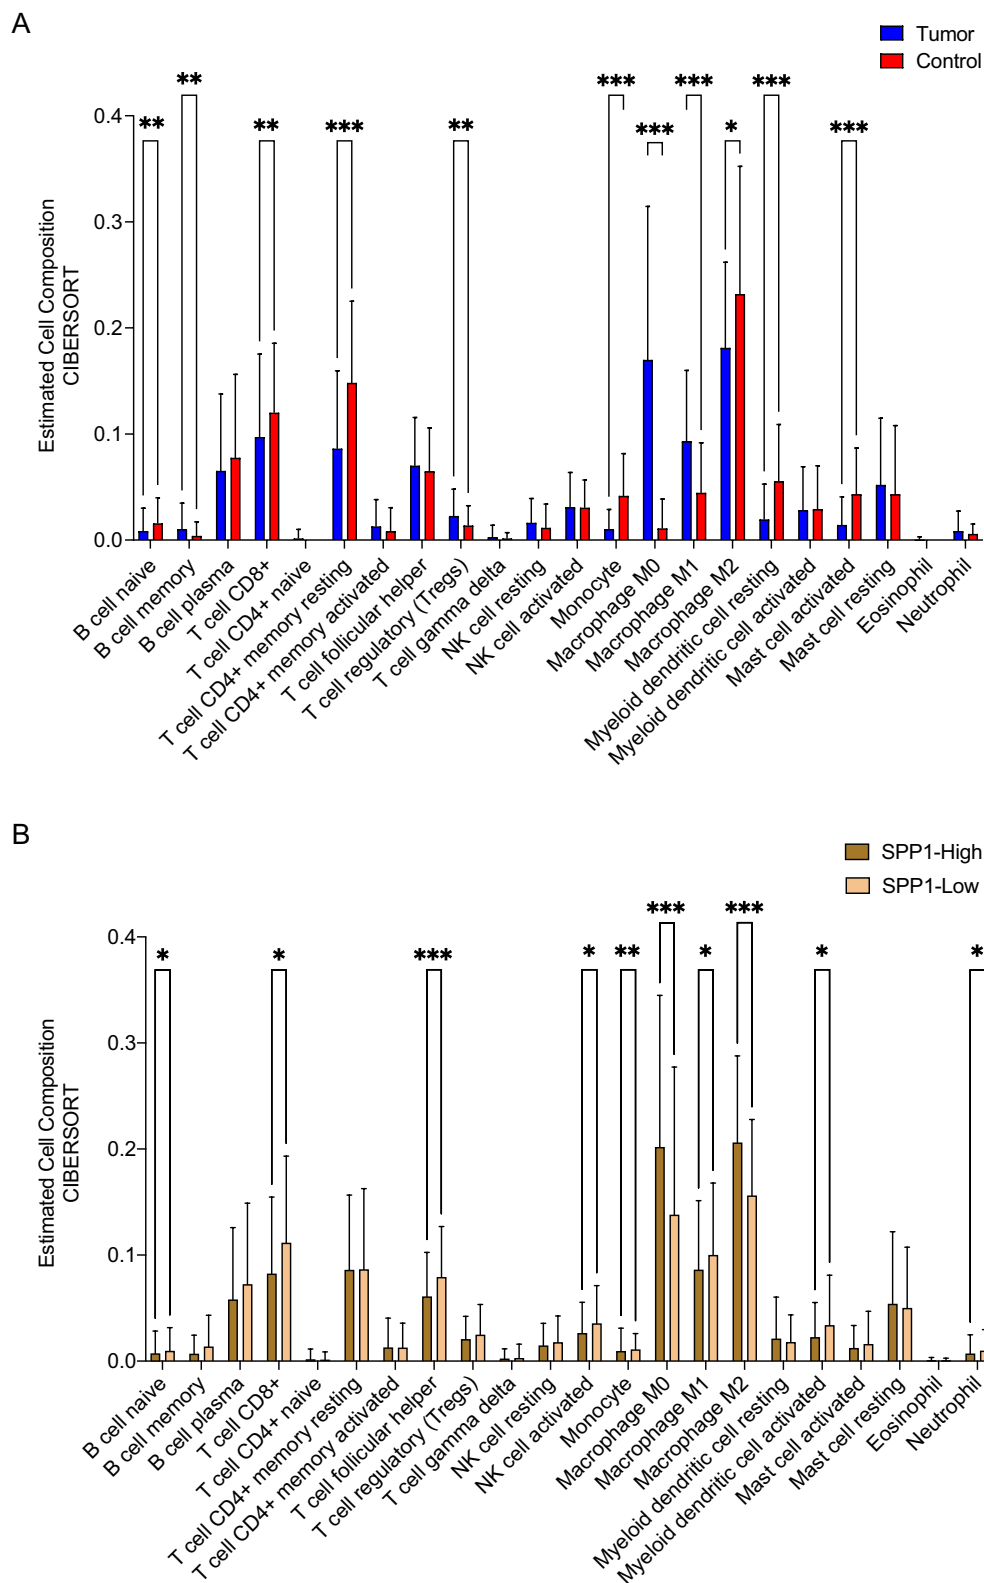 A
Tumor
Control
** ** ** *** ** *** *** *** * *** ***
Estimated Cell Composition
CIBERSORT
0.4
0.3
0.2
0.1
0.0
B cell naive
B cell memory
B cell plasma
T cell CD8+
T cell CD4+ naive
T cell CD4+ memory resting
T cell CD4+ memory activated
T cell follicular helper
T cell regulatory (Tregs)
T cell gamma delta
NK cell resting
NK cell activated
Monocyte
Macrophage M0
Macrophage M1
Macrophage M2
Myeloid dendritic cell resting
Myeloid dendritic cell activated
Mast cell activated
Mast cell resting
Eosinophil
Neutrophil
B
SPP1-High
SPP1-Low
* * *** * ** *** * *** * *
Estimated Cell Composition
CIBERSORT
0.4
0.3
0.2
0.1
0.0
B cell naive
B cell memory
B cell plasma
T cell CD8+
T cell CD4+ naive
T cell CD4+ memory resting
T cell CD4+ memory activated
T cell follicular helper
T cell regulatory (Tregs)
T cell gamma delta
NK cell resting
NK cell activated
Monocyte
Macrophage M0
Macrophage M1
Macrophage M2
Myeloid dendritic cell resting
Myeloid dendritic cell activated
Mast cell activated
Mast cell resting
Eosinophil
Neutrophil